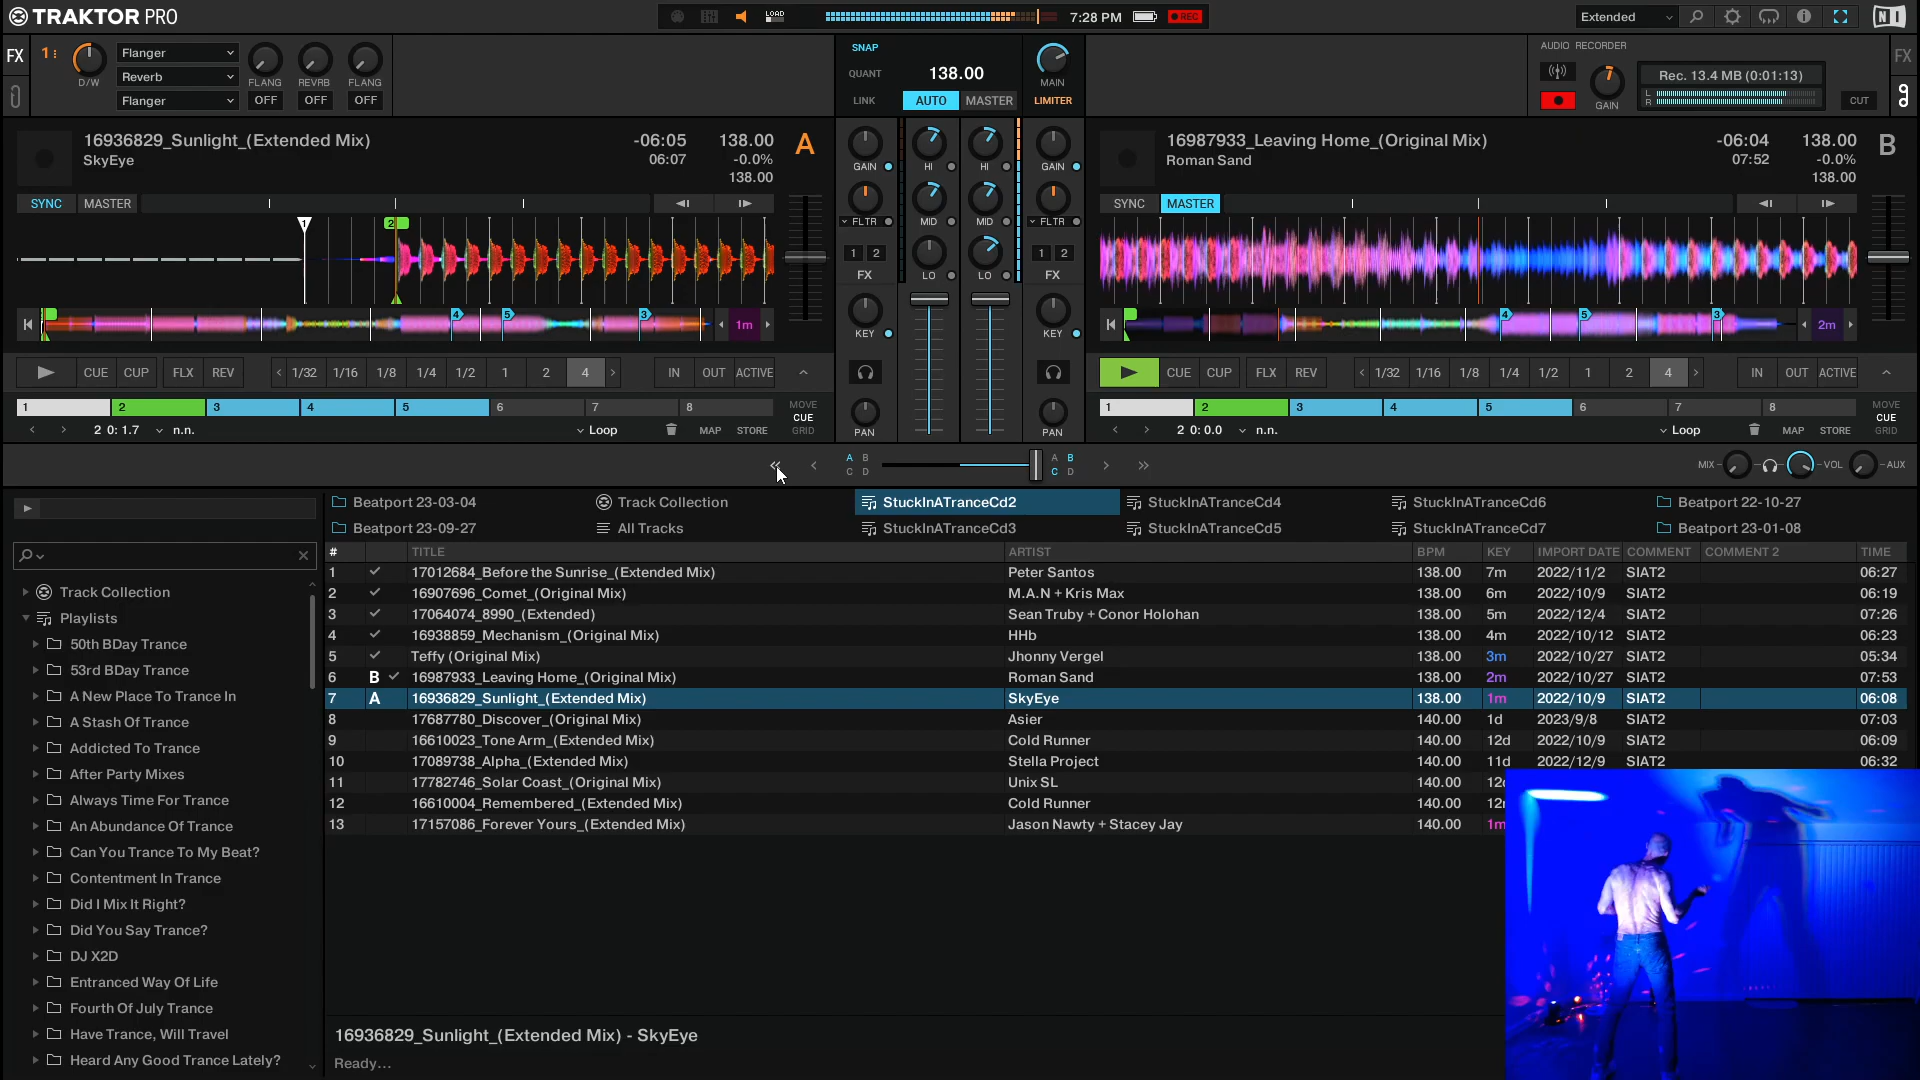 TRAKTOR PRO
LOAD
7:28 PM
REC
Extended
FX
1
D/W
Flanger
Reverb
Flanger
FLANG REVRB FLANG
OFF OFF OFF
SNAP
QUANT
LINK
138.00
AUTO MASTER
MAIN
LIMITER
AUDIO RECORDER
GAIN
Rec. 13.4 MB (0:01:13)
L
R
CUT
FX
16936829_Sunlight_(Extended Mix)
SkyEye
-06:05
06:07
138.00
-0.0%
138.00
A
SYNC MASTER
1 2
4 5 3
1m
CUE CUP FLX REV 1/32 1/16 1/8 1/4 1/2 1 2 4 IN OUT ACTIVE
1 2 3 4 5 6 7 8
MOVE
CUE
GRID
2 0: 1.7 n.n. Loop MAP STORE
GAIN HI HI GAIN
FLTR MID MID FLTR
1 2 1 2
FX LO LO FX
KEY KEY
PAN PAN
16987933_Leaving Home_(Original Mix)
Roman Sand
-06:04
07:52
138.00
-0.0%
138.00
B
SYNC MASTER
4 5 3
2m
CUE CUP FLX REV 1/32 1/16 1/8 1/4 1/2 1 2 4 IN OUT ACTIVE
1 2 3 4 5 6 7 8
MOVE
CUE
GRID
2 0: 0.0 n.n. Loop MAP STORE
A B
C D
A B
C D
MIX VOL AUX
Beatport 23-03-04 Track Collection StuckInATranceCd2 StuckInATranceCd4 StuckInATranceCd6 Beatport 22-10-27
Beatport 23-09-27 All Tracks StuckInATranceCd3 StuckInATranceCd5 StuckInATranceCd7 Beatport 23-01-08
# TITLE ARTIST BPM KEY IMPORT DATE COMMENT COMMENT 2 TIME
1 17012684_Before the Sunrise_(Extended Mix) Peter Santos 138.00 7m 2022/11/2 SIAT2 06:27
2 16907696_Comet_(Original Mix) M.A.N + Kris Max 138.00 6m 2022/10/9 SIAT2 06:19
3 17064074_8990_(Extended) Sean Truby + Conor Holohan 138.00 5m 2022/12/4 SIAT2 07:26
4 16938859_Mechanism_(Original Mix) HHb 138.00 4m 2022/10/12 SIAT2 06:23
5 Teffy (Original Mix) Jhonny Vergel 138.00 3m 2022/10/27 SIAT2 05:34
6 B 16987933_Leaving Home_(Original Mix) Roman Sand 138.00 2m 2022/10/27 SIAT2 07:53
7 A 16936829_Sunlight_(Extended Mix) SkyEye 138.00 1m 2022/10/9 SIAT2 06:08
8 17687780_Discover_(Original Mix) Asier 140.00 1d 2023/9/8 SIAT2 07:03
9 16610023_Tone Arm_(Extended Mix) Cold Runner 140.00 12d 2022/10/9 SIAT2 06:09
10 17089738_Alpha_(Extended Mix) Stella Project 140.00 11d 2022/12/9 SIAT2 06:32
11 17782746_Solar Coast_(Original Mix) Unix SL 140.00
12 16610004_Remembered_(Extended Mix) Cold Runner 140.00
13 17157086_Forever Yours_(Extended Mix) Jason Nawty + Stacey Jay 140.00 1m
Track Collection
Playlists
50th BDay Trance
53rd BDay Trance
A New Place To Trance In
A Stash Of Trance
Addicted To Trance
After Party Mixes
Always Time For Trance
An Abundance Of Trance
Can You Trance To My Beat?
Contentment In Trance
Did I Mix It Right?
Did You Say Trance?
DJ X2D
Entranced Way Of Life
Fourth Of July Trance
Have Trance, Will Travel
Heard Any Good Trance Lately?
16936829_Sunlight_(Extended Mix) - SkyEye
Ready...